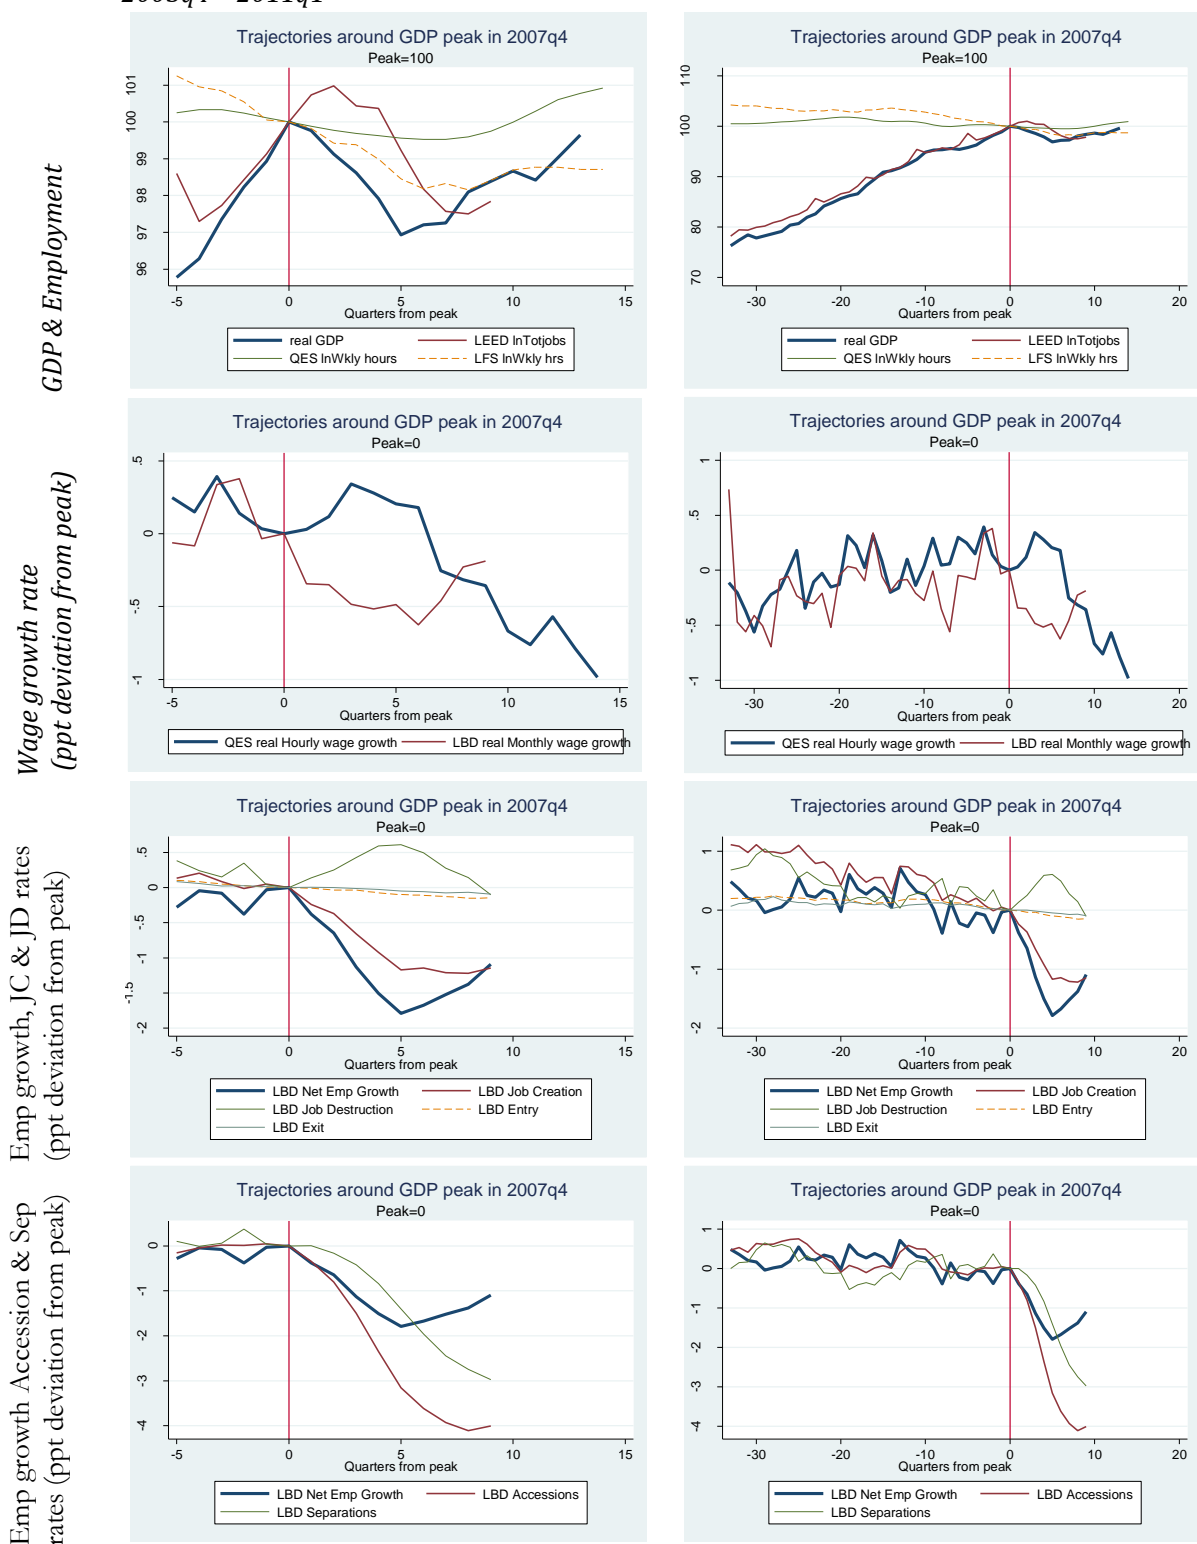 Trajectories around GDP peak in 2007q4
Peak=100
101
100
99
98
97
96
-5 0 5 10 15
Quarters from peak
real GDP LEED lnTotjobs
QES lnWkly hours LFS lnWkly hrs
Trajectories around GDP peak in 2007q4
Peak=100
110
100
90
80
70
-30 -20 -10 0 10 20
Quarters from peak
real GDP LEED lnTotjobs
QES lnWkly hours LFS lnWkly hrs
GDP & Employment
Trajectories around GDP peak in 2007q4
Peak=0
.5
0
-.5
-1
-5 0 5 10 15
Quarters from peak
QES real Hourly wage growth LBD real Monthly wage growth
Trajectories around GDP peak in 2007q4
Peak=0
1
.5
0
-.5
-1
-30 -20 -10 0 10 20
Quarters from peak
QES real Hourly wage growth LBD real Monthly wage growth
Wage growth rate
(ppt deviation from peak)
Trajectories around GDP peak in 2007q4
Peak=0
.5
0
-.5
-1
-1.5
-2
-5 0 5 10 15
Quarters from peak
LBD Net Emp Growth LBD Job Creation
LBD Job Destruction LBD Entry
LBD Exit
Trajectories around GDP peak in 2007q4
Peak=0
1
0
-1
-2
-30 -20 -10 0 10 20
Quarters from peak
LBD Net Emp Growth LBD Job Creation
LBD Job Destruction LBD Entry
LBD Exit
Emp growth, JC & JD rates
(ppt deviation from peak)
Trajectories around GDP peak in 2007q4
Peak=0
0
-1
-2
-3
-4
-5 0 5 10 15
Quarters from peak
LBD Net Emp Growth LBD Accessions
LBD Separations
Trajectories around GDP peak in 2007q4
Peak=0
1
0
-1
-2
-3
-4
-30 -20 -10 0 10 20
Quarters from peak
LBD Net Emp Growth LBD Accessions
LBD Separations
Emp growth Accession & Sep
rates (ppt deviation from peak)